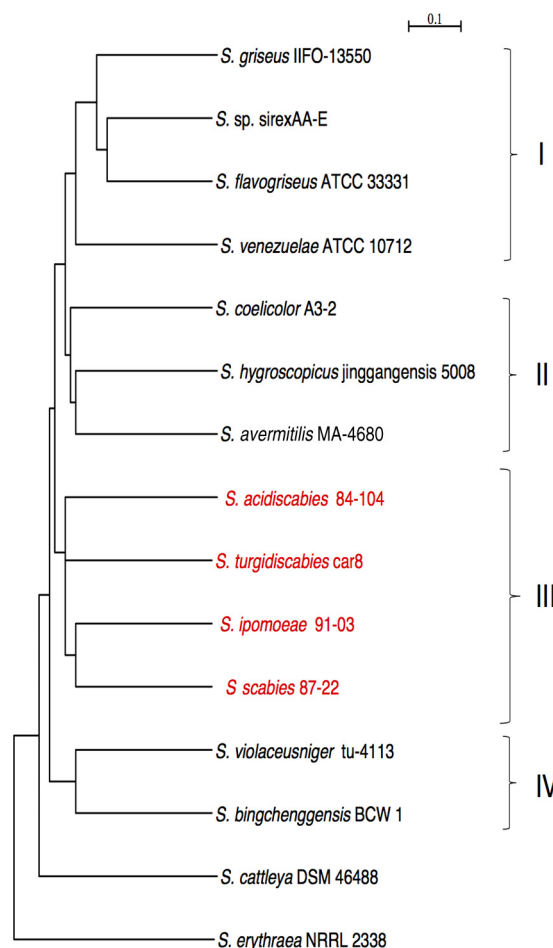 0.1
S. griseus IIFO-13550
S. sp. sirexAA-E
I
S. flavogriseus ATCC 33331
S. venezuelae ATCC 10712
S. coelicolor A3-2
S. hygroscopicus jinggangensis 5008
II
S. avermitilis MA-4680
S. acidiscabies 84-104
S. turgidiscabies car8
III
S. ipomoeae 91-03
S scabies 87-22
S. violaceusniger tu-4113
IV
S. bingchenggensis BCW 1
S. cattleya DSM 46488
S. erythraea NRRL 2338